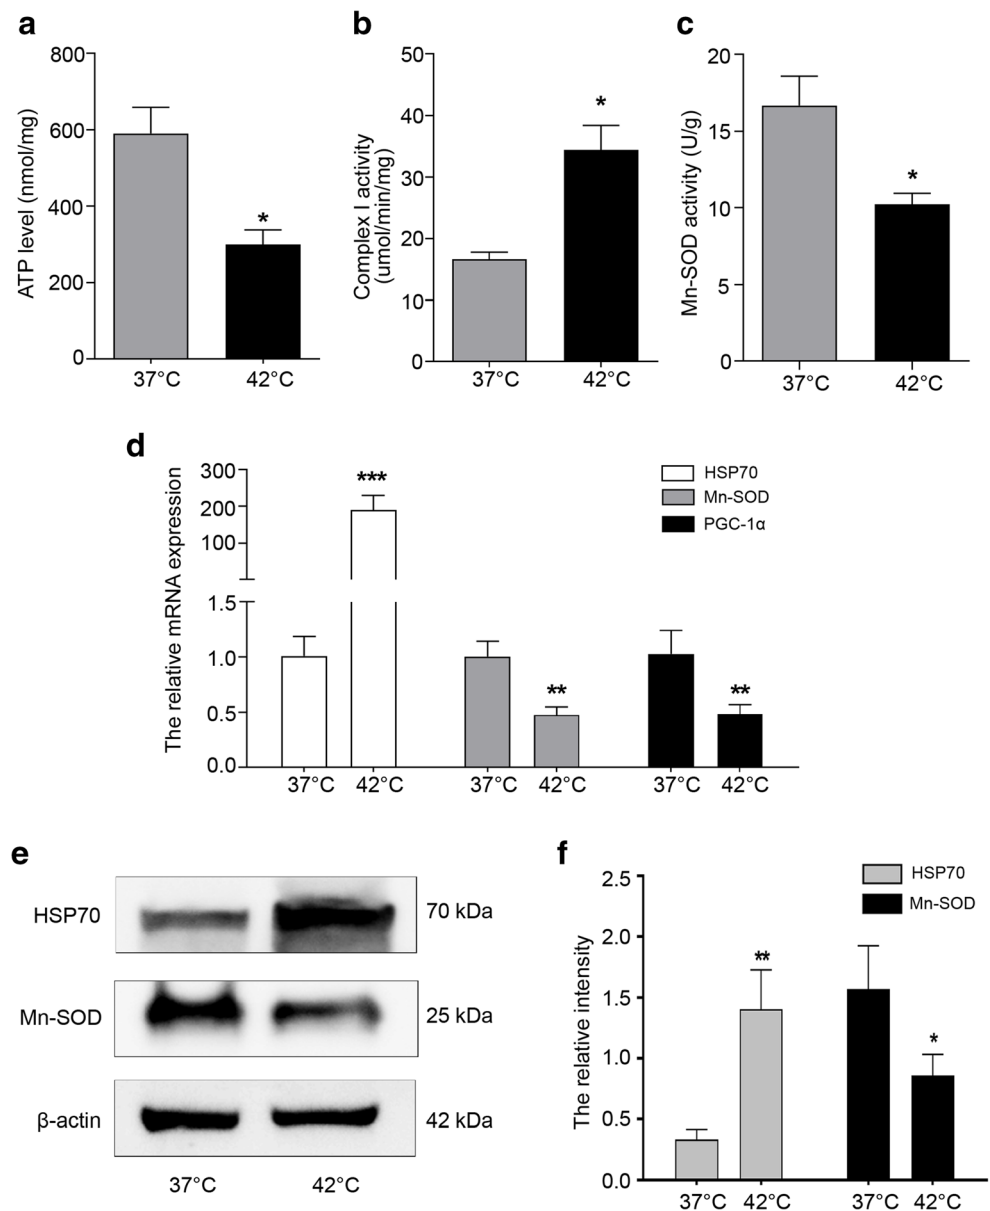 a
ATP level (nmol/mg)
800
600
400
200
0
*
37°C 42°C
b
Complex I activity
(umol/min/mg)
50
40
30
20
10
0
*
37°C 42°C
c
Mn-SOD activity (U/g)
20
15
10
5
0
*
37°C 42°C
d
The relative mRNA expression
300
200
100
1.5
1.0
0.5
0.0
***
**
**
37°C 42°C 37°C 42°C 37°C 42°C
HSP70
Mn-SOD
PGC-1α
e
HSP70 70 kDa
Mn-SOD 25 kDa
β-actin 42 kDa
37°C 42°C
f
The relative intensity
2.5
2.0
1.5
1.0
0.5
0.0
**
*
37°C 42°C 37°C 42°C
HSP70
Mn-SOD